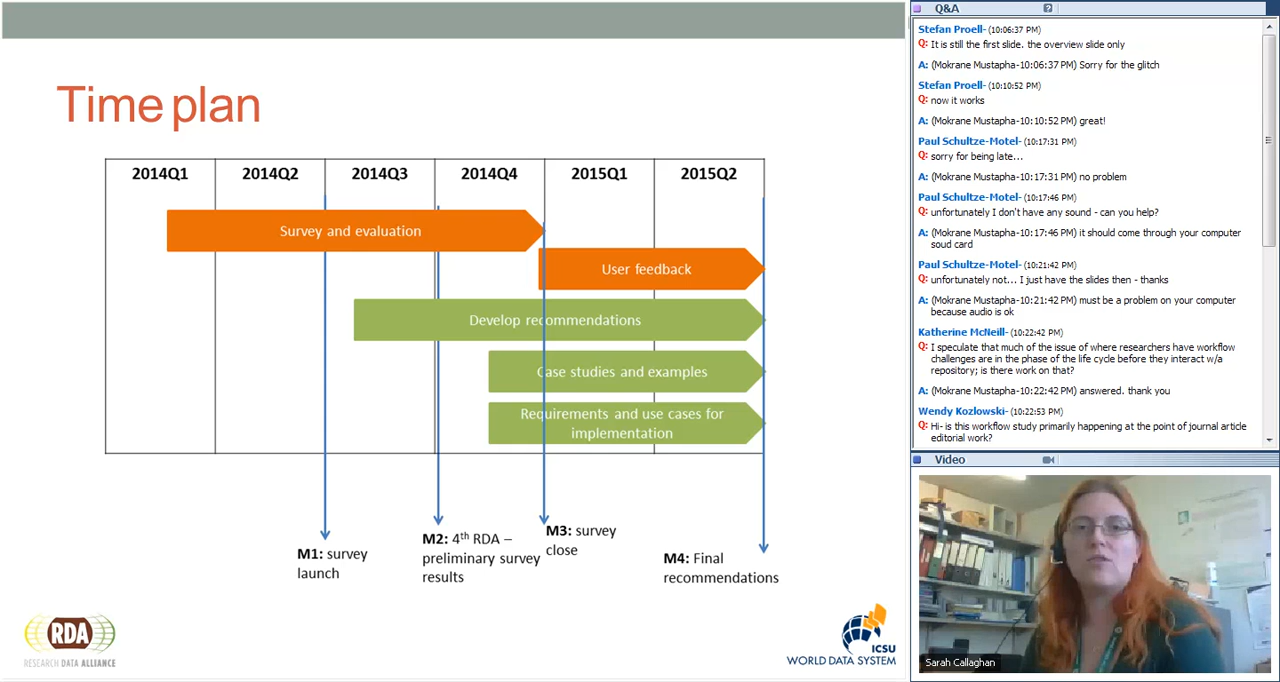 Time plan
2014Q1 2014Q2 2014Q3 2014Q4 2015Q1 2015Q2
Survey and evaluation
User feedback
Develop recommendations
Case studies and examples
Requirements and use cases for
implementation
M1: survey
launch
M2: 4th RDA –
preliminary survey
results
M3: survey
close
M4: Final
recommendations
RDA
RESEARCH DATA ALLIANCE
ICSU
WORLD DATA SYSTEM
Q&A
?
Stefan Proell- (10:06:37 PM)
Q: It is still the first slide. the overview slide only
A: (Mokrane Mustapha-10:06:37 PM) Sorry for the glitch
Stefan Proell- (10:10:52 PM)
Q: now it works
A: (Mokrane Mustapha-10:10:52 PM) great!
Paul Schultze-Motel- (10:17:31 PM)
Q: sorry for being late...
A: (Mokrane Mustapha-10:17:31 PM) no problem
Paul Schultze-Motel- (10:17:46 PM)
Q: unfortunately I don't have any sound - can you help?
A: (Mokrane Mustapha-10:17:46 PM) it should come through your computer
soud card
Paul Schultze-Motel- (10:21:42 PM)
Q: unfortunately not... I just have the slides then - thanks
A: (Mokrane Mustapha-10:21:42 PM) must be a problem on your computer
because audio is ok
Katherine McNeill- (10:22:42 PM)
Q: I speculate that much of the issue of where researchers have workflow
challenges are in the phase of the life cycle before they interact w/a
repository; is there work on that?
A: (Mokrane Mustapha-10:22:42 PM) answered. thank you
Wendy Kozlowski- (10:22:53 PM)
Q: Hi- is this workflow study primarily happening at the point of journal article
editorial work?
Video
Sarah Callaghan